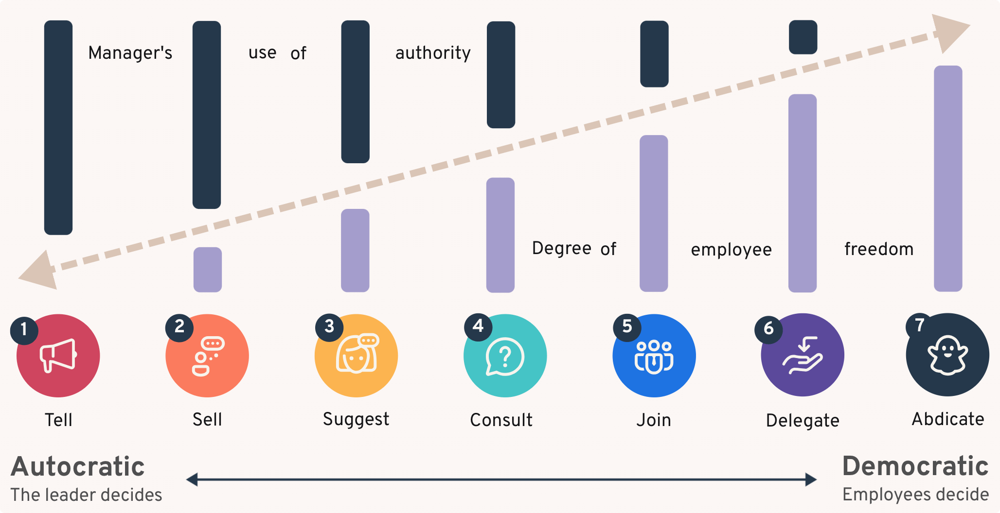 Manager's use of authority
Degree of employee freedom
1 2 3 4 5 6 7
Tell Sell Suggest Consult Join Delegate Abdicate
Autocratic Democratic
The leader decides Employees decide